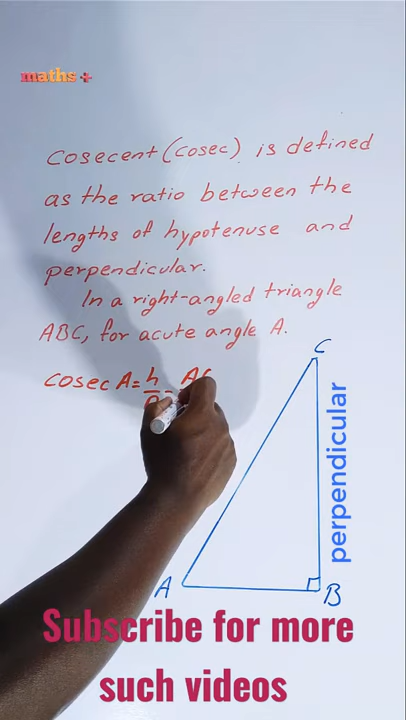 maths +
Cosecent (cosec) is defined
as the ratio between the
lengths of hypotenuse and
perpendicular.
In a right-angled triangle
ABC, for acute angle A.
C
cosec A = h
perpendicular
A
B
Subscribe for more
such videos